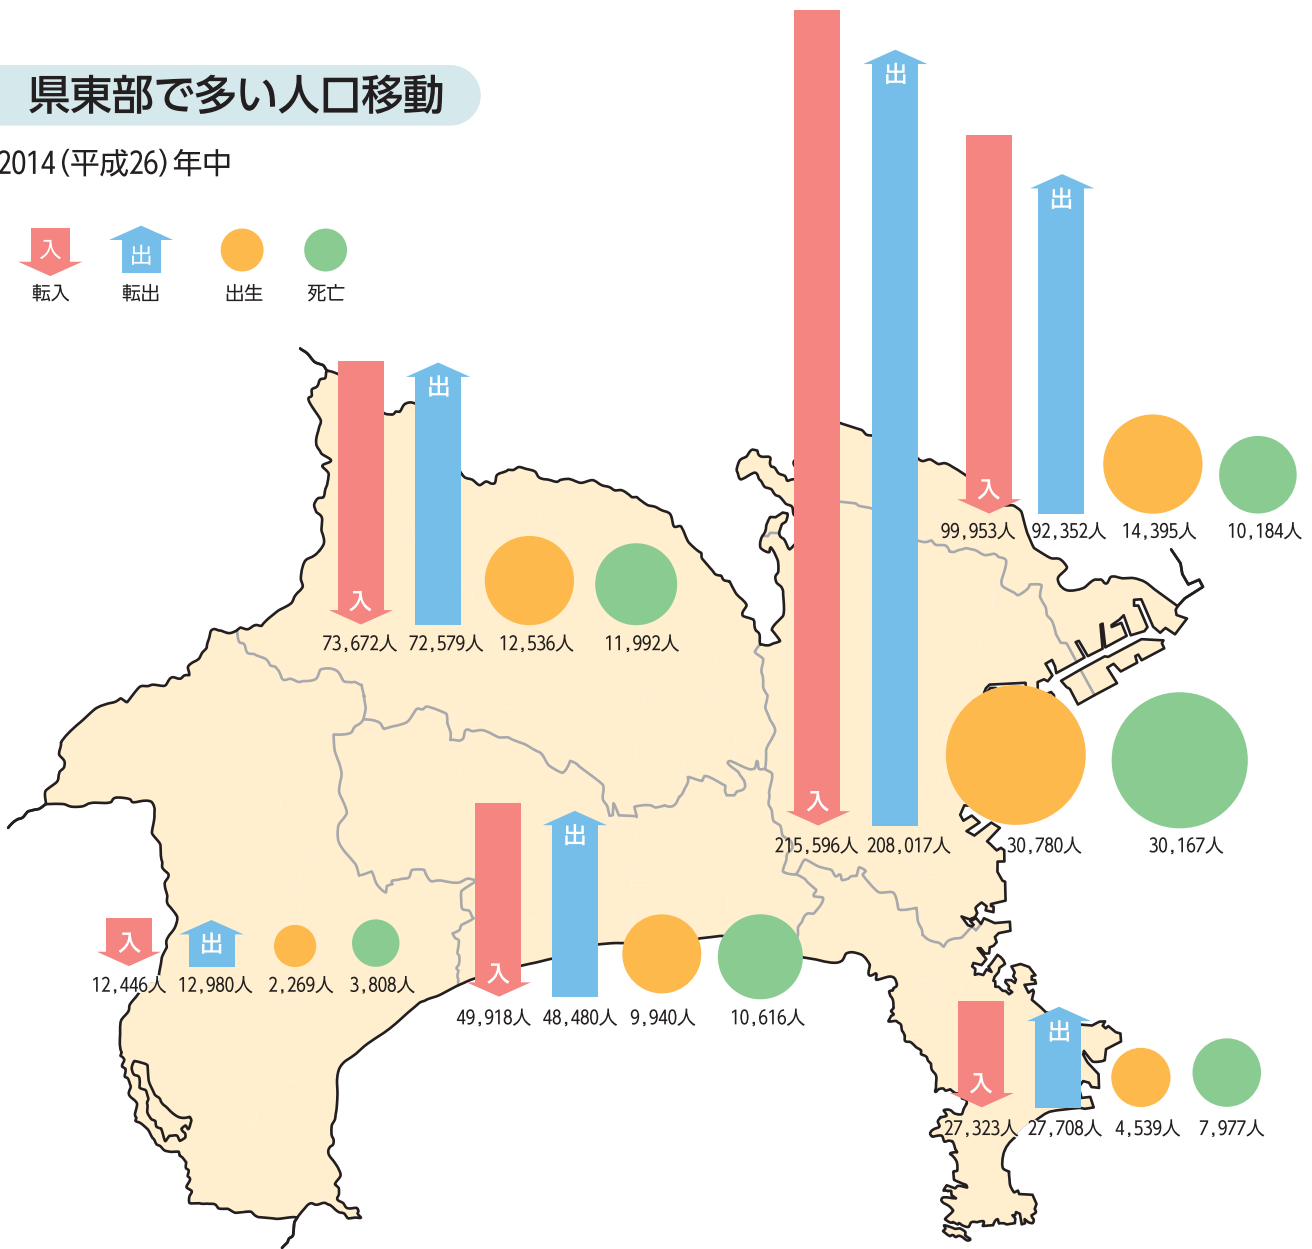 県東部で多い人口移動
2014（平成26）年中
入 出
転入 転出 出生 死亡
出
出
入
99,953人 92,352人 14,395人 10,184人
出
入
73,672人 72,579人 12,536人 11,992人
入
215,596人 208,017人 30,780人 30,167人
出
入 出
12,446人 12,980人 2,269人 3,808人
入
49,918人 48,480人 9,940人 10,616人
出
入
27,323人 27,708人 4,539人 7,977人